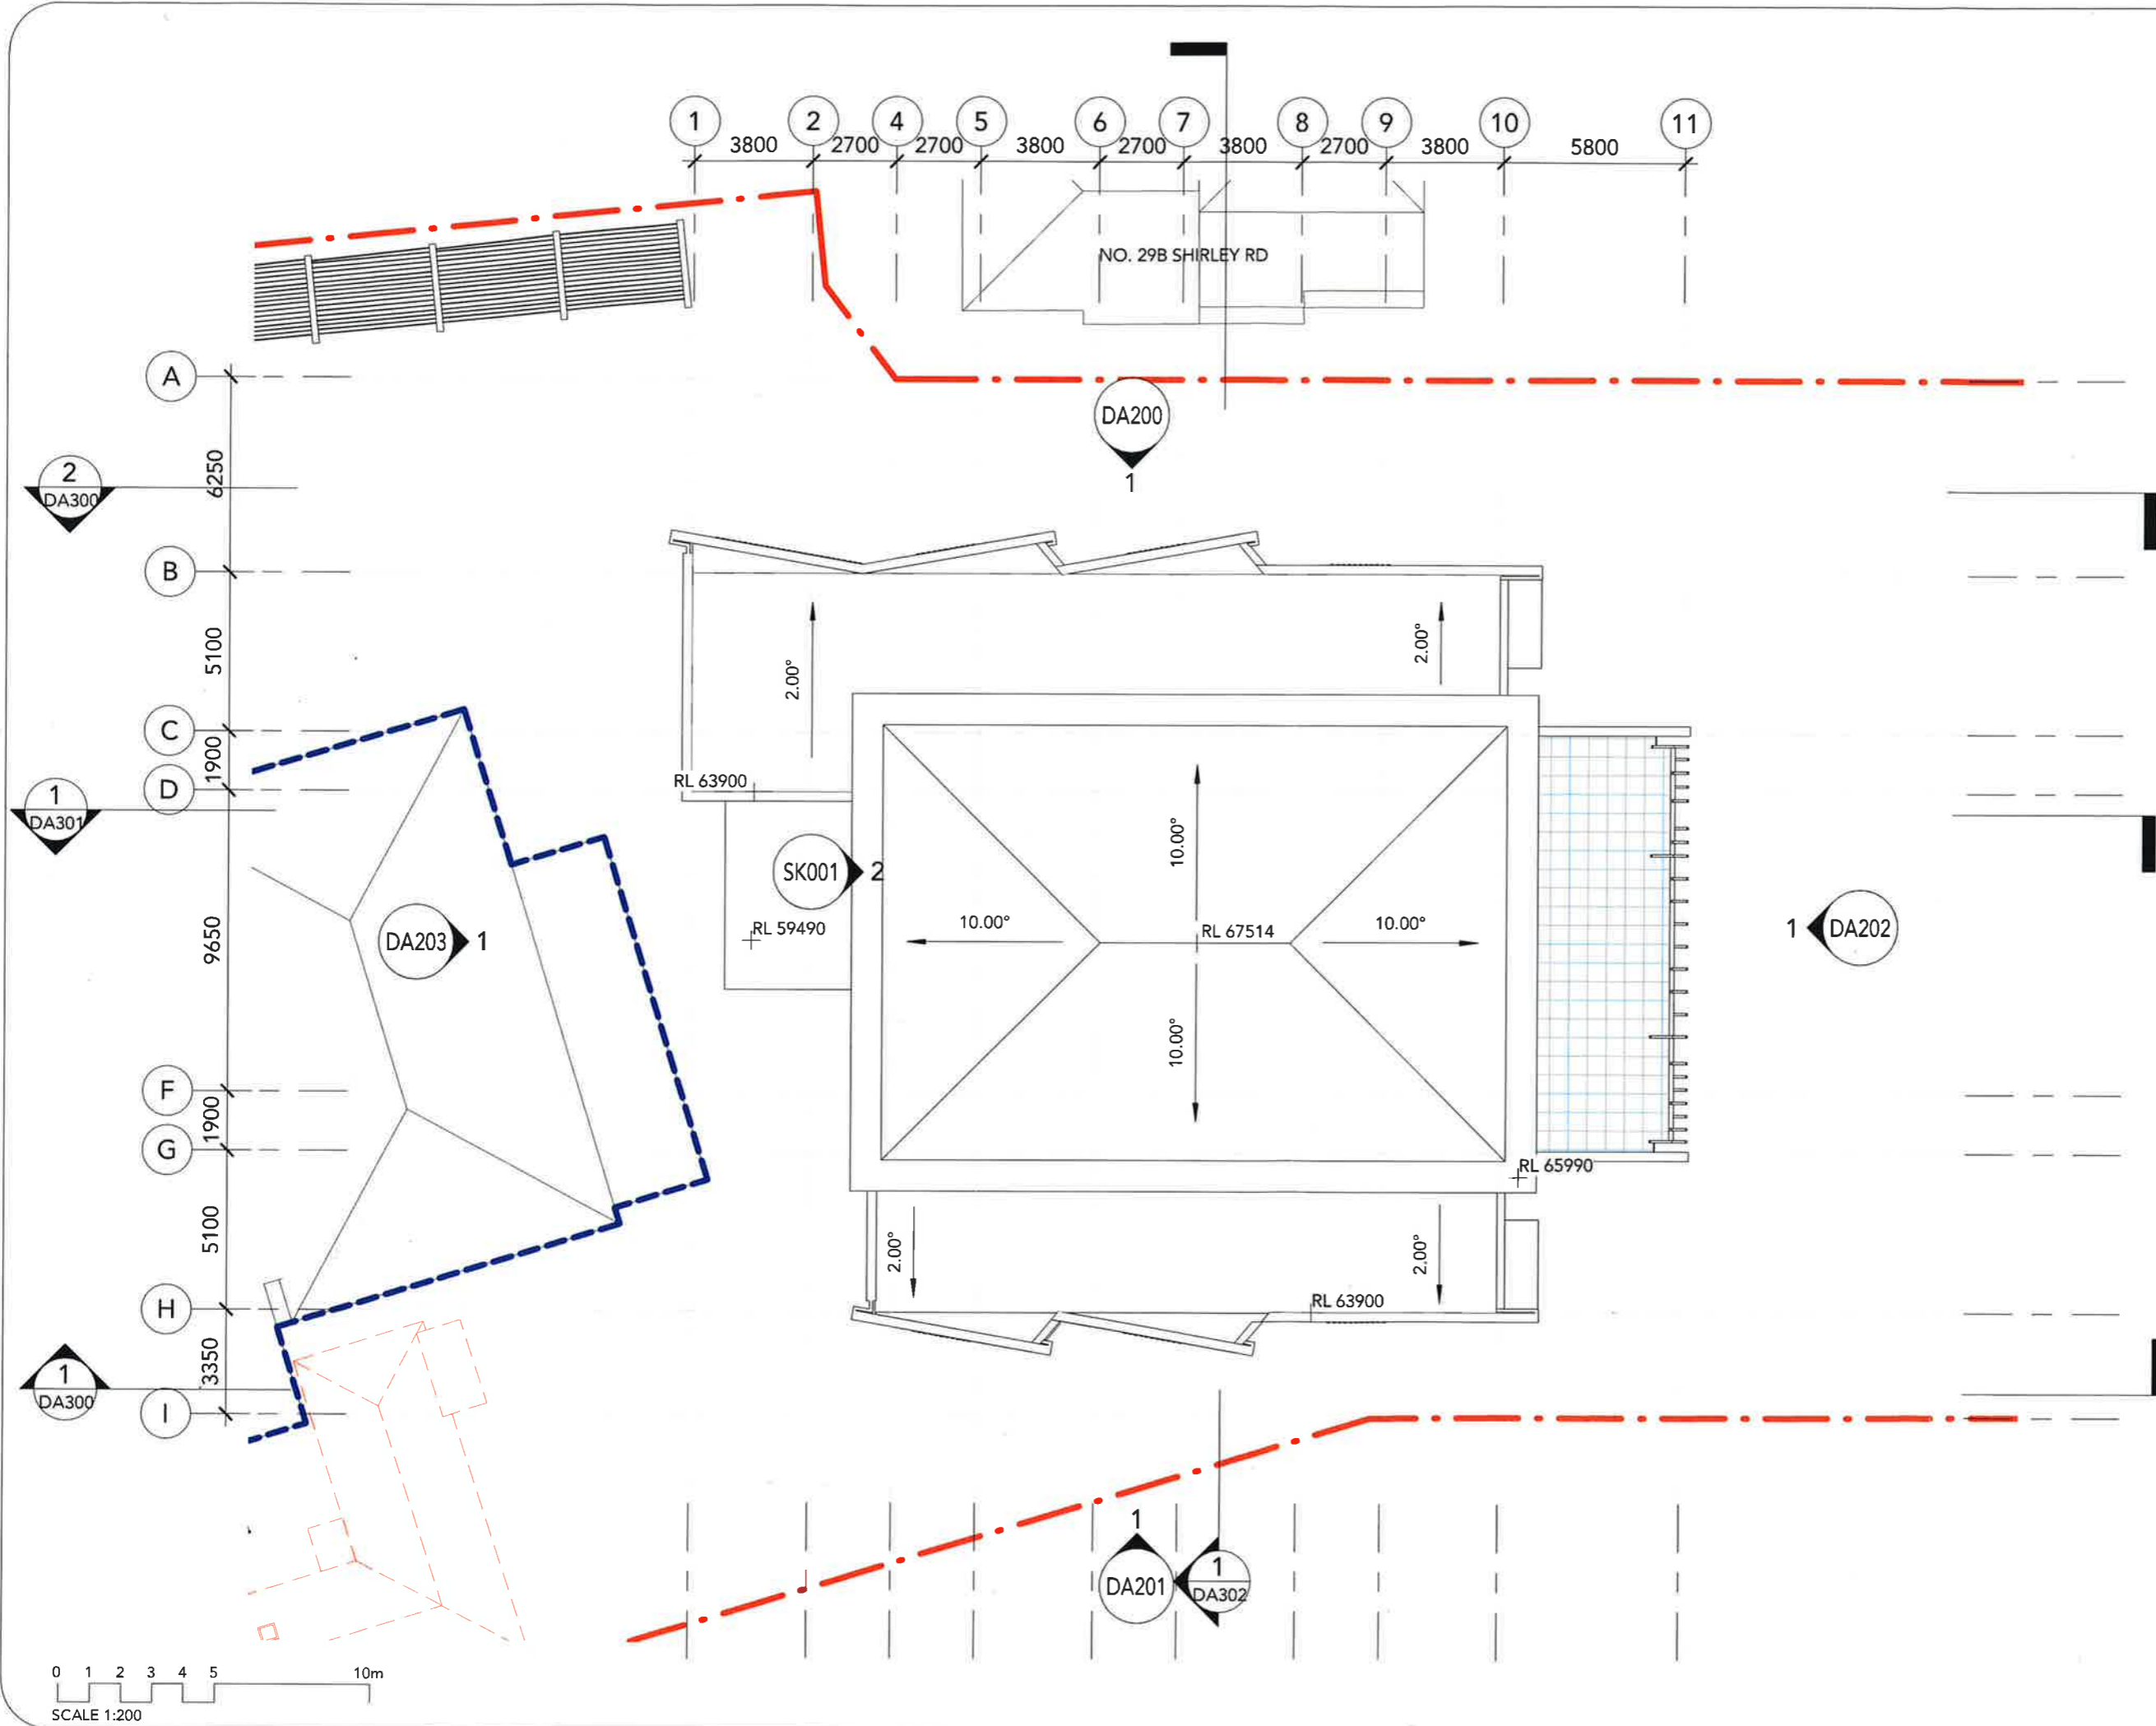 1 2 4 5 6 7 8 9 10 11
3800 2700 2700 3800 2700 3800 2700 3800 5800
NO. 29B SHIRLEY RD
A
DA200
1
6250
2
DA300
B
5100
2.00°
2.00°
C
1900
D
RL 63900
1
DA301
10.00°
SK001 2
9650
RL 59490
10.00°
RL 67514
10.00°
DA203 1
1 DA202
10.00°
F
1900
G
RL 65990
5100
2.00°
2.00°
H
RL 63900
3350
1
DA300
I
1
DA201
1
DA302
0 1 2 3 4 5 10m
SCALE 1:200